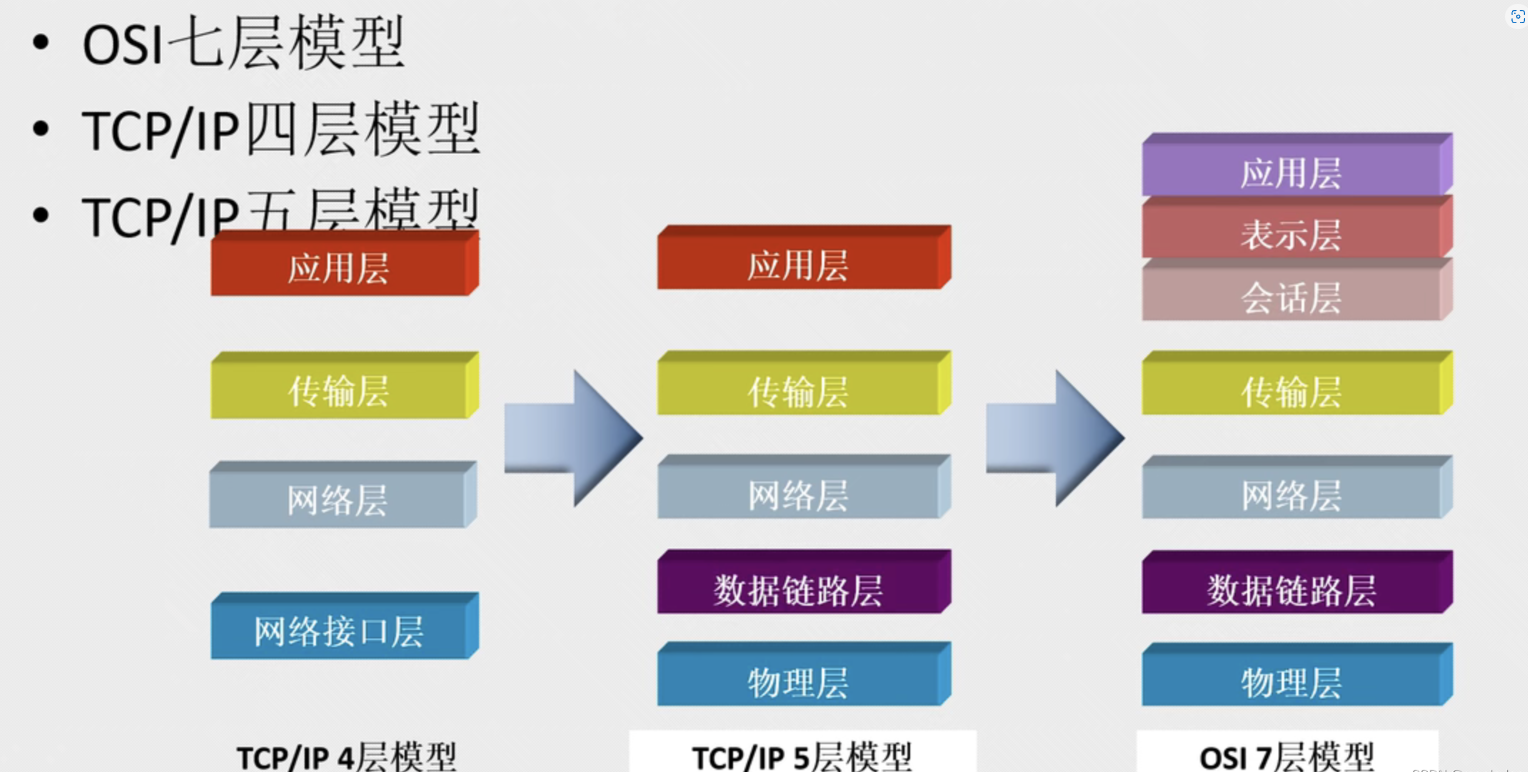 • OSI七层模型
• TCP/IP四层模型
• TCP/IP五层模型
应用层
传输层
网络层
网络接口层
TCP/IP 4层模型
应用层
传输层
网络层
数据链路层
物理层
TCP/IP 5层模型
应用层
表示层
会话层
传输层
网络层
数据链路层
物理层
OSI 7层模型